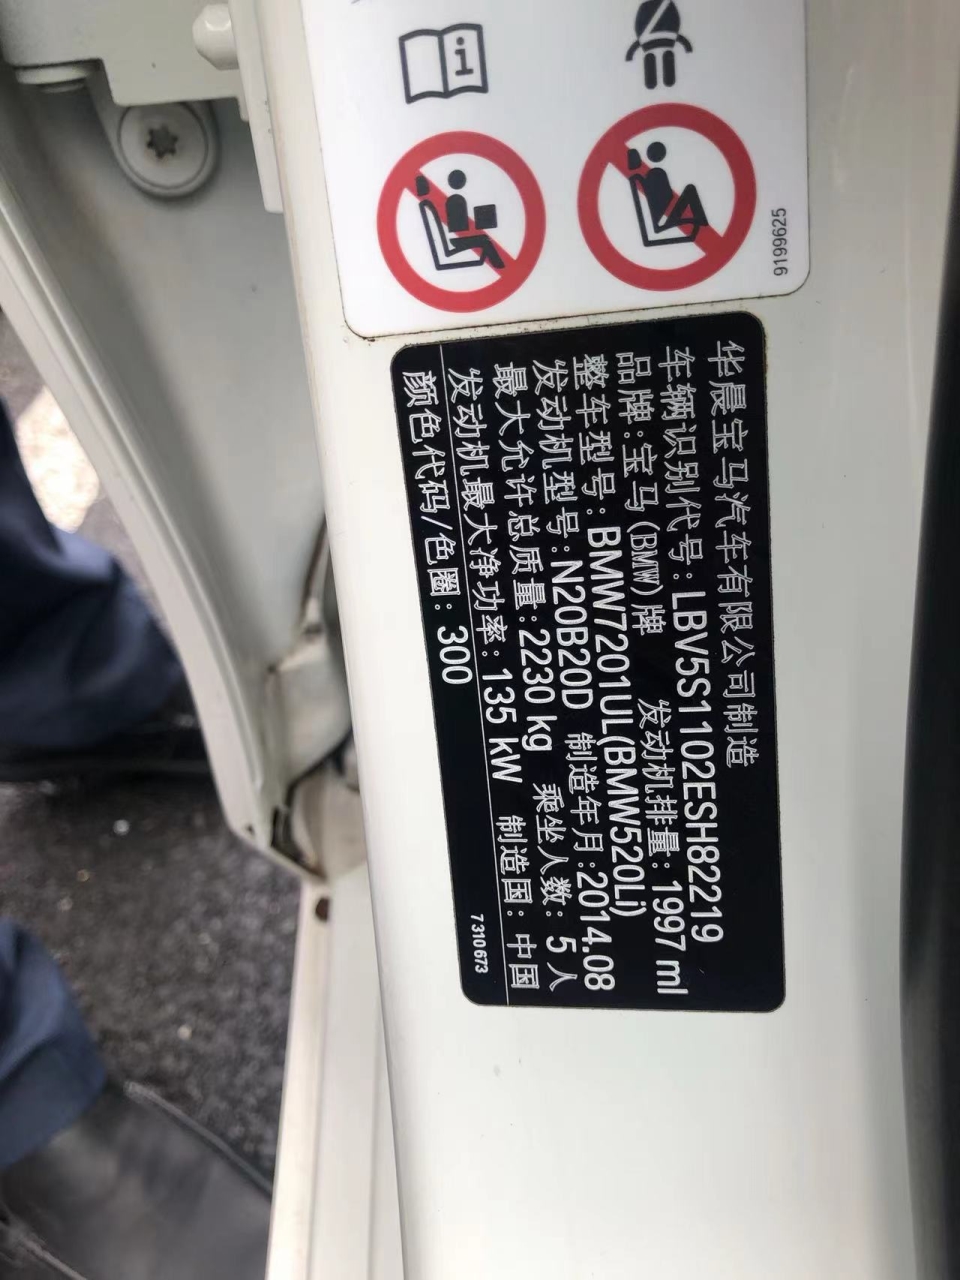 9199625
华晨宝马汽车有限公司制造
车辆识别代号:LBV5S1102ESH82219
品牌:宝马(BMW)牌 发动机排量:1997 ml
整车型号:BMW7201UL(BMW520Li)
发动机型号:N20B20D 制造年月:2014.08
最大允许总质量:2230 kg 乘坐人数:5人
发动机最大净功率:135 kW 制造国:中国
颜色代码/色圈:300
7310673